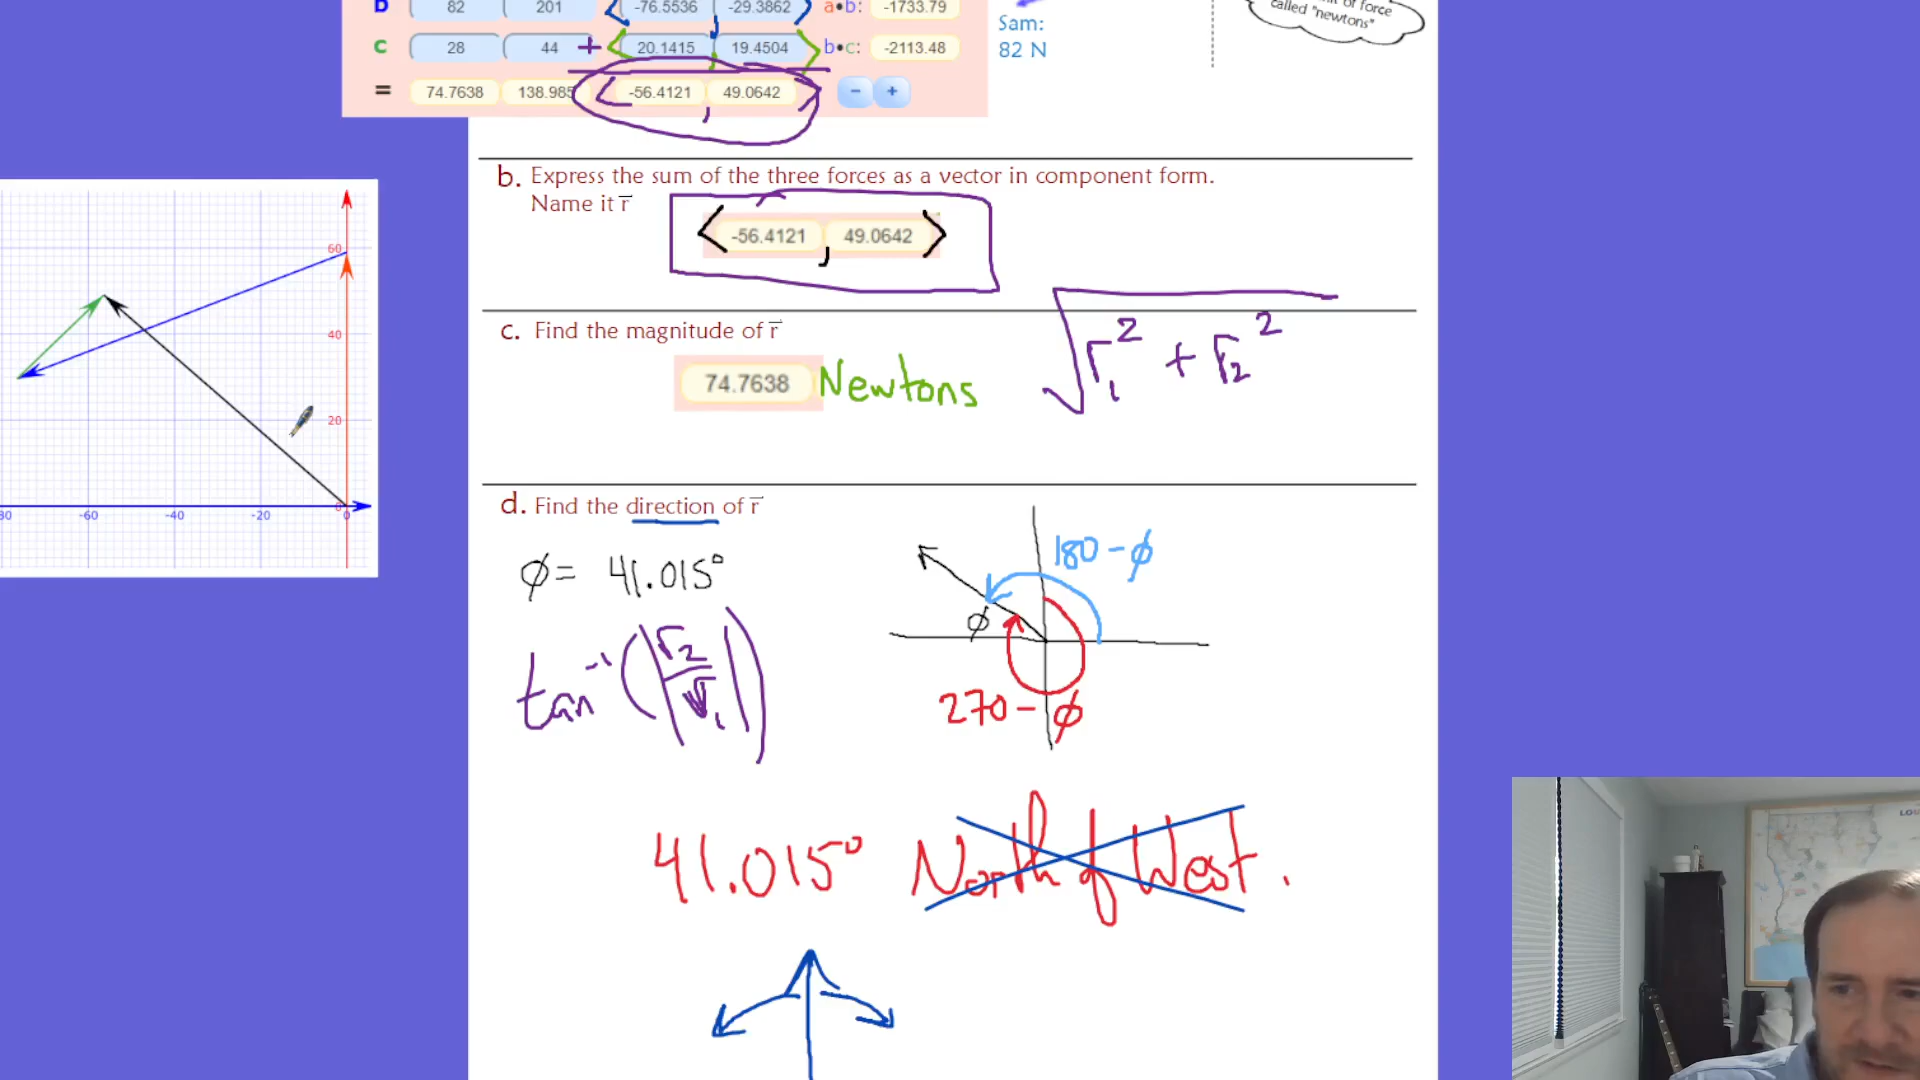 b 82 201 -76.5536 , -29.3862 a•b: -1733.79
c 28 44 + 20.1415 , 19.4504 b•c: -2113.48
= 74.7638 138.985 < -56.4121 , 49.0642 > - +
Sam:
82 N
of force
called "newtons"
b. Express the sum of the three forces as a vector in component form.
Name it r⃗
< -56.4121 , 49.0642 >
c. Find the magnitude of r⃗
74.7638 Newtons
√r₁² + r₂²
60
40
20
0
-60 -40 -20 0
d. Find the direction of r⃗
ϕ = 41.015°
tan⁻¹(|r₂/r₁|)
180 - ϕ
ϕ
270 - ϕ
41.015° North of West.
LOU